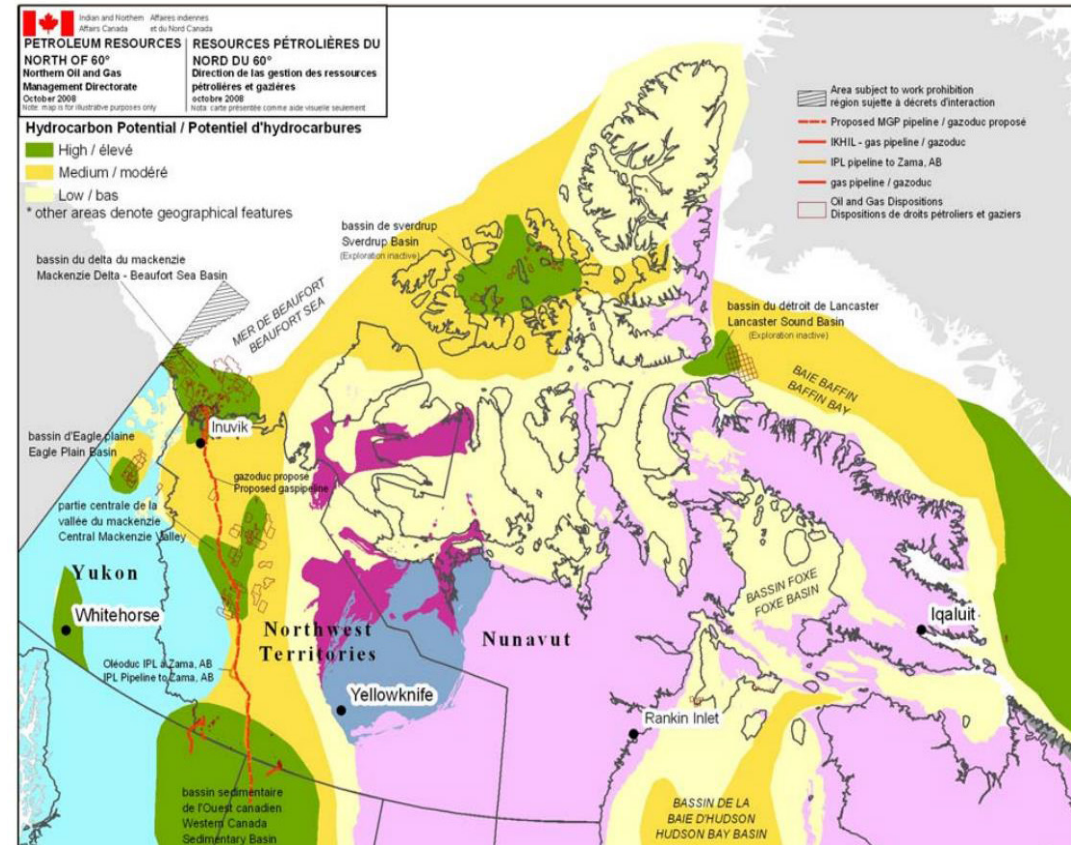 Indian and Northern Affaires indiennes
Affairs Canada et du Nord Canada
PETROLEUM RESOURCES
NORTH OF 60°
Northern Oil and Gas
Management Directorate
October 2008
Note: map is for illustrative purposes only
RESOURCES PÉTROLIÈRES DU
NORD DU 60°
Direction de las gestion des ressources
pétrolières et gazières
octobre 2008
Nota: carte présentée comme aide visuelle seulement
Hydrocarbon Potential / Potentiel d'hydrocarbures
High / élevé
Medium / modéré
Low / bas
* other areas denote geographical features
Area subject to work prohibition
région sujette à décrets d'interaction
Proposed MGP pipeline / gazoduc proposé
IKHIL - gas pipeline / gazoduc
IPL pipeline to Zama, AB
gas pipeline / gazoduc
Oil and Gas Dispositions
Dispositions de droits pétroliers et gaziers
bassin de sverdrup
Sverdrup Basin
(Exploration inactive)
bassin du delta du mackenzie
Mackenzie Delta - Beaufort Sea Basin
MER DE BEAUFORT
BEAUFORT SEA
bassin du détroit de Lancaster
Lancaster Sound Basin
(Exploration inactive)
BAIE BAFFIN
BAFFIN BAY
Inuvik
bassin d'Eagle plaine
Eagle Plain Basin
gazoduc propose
Proposed gaspipeline
partie centrale de la
vallée du mackenzie
Central Mackenzie Valley
Yukon
Whitehorse
BASSIN FOXE
FOXE BASIN
Iqaluit
Northwest
Territories
Nunavut
Oléoduc IPL à Zama, AB
IPL Pipeline to Zama, AB
Yellowknife
Rankin Inlet
bassin sedimentaire
de l'Ouest canadien
Western Canada
Sedimentary Basin
BASSIN DE LA
BAIE D'HUDSON
HUDSON BAY BASIN